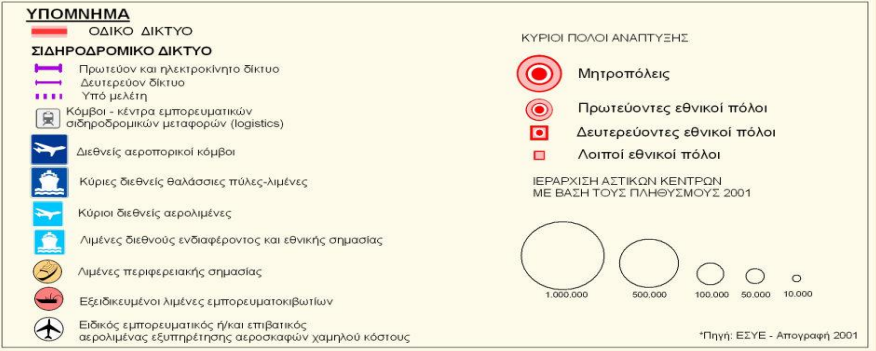 ΥΠΟΜΝΗΜΑ
ΟΔΙΚΟ ΔΙΚΤΥΟ
ΣΙΔΗΡΟΔΡΟΜΙΚΟ ΔΙΚΤΥΟ
Πρωτεύον και ηλεκτροκίνητο δίκτυο
Δευτερεύον δίκτυο
Υπό μελέτη
Κόμβοι - κέντρα εμπορευματικών
σιδηροδρομικών μεταφορών (logistics)
Διεθνείς αεροπορικοί κόμβοι
Κύριες διεθνείς θαλάσσιες πύλες-λιμένες
Κύριοι διεθνείς αερολιμένες
Λιμένες διεθνούς ενδιαφέροντος και εθνικής σημασίας
Λιμένες περιφερειακής σημασίας
Εξειδικευμένοι λιμένες εμπορευματοκιβωτίων
Ειδικός εμπορευματικός ή/και επιβατικός
αερολιμένας εξυπηρέτησης αεροσκαφών χαμηλού κόστους
ΚΥΡΙΟΙ ΠΟΛΟΙ ΑΝΑΠΤΥΞΗΣ
Μητροπόλεις
Πρωτεύοντες εθνικοί πόλοι
Δευτερεύοντες εθνικοί πόλοι
Λοιποί εθνικοί πόλοι
ΙΕΡΑΡΧΙΣΗ ΑΣΤΙΚΩΝ ΚΕΝΤΡΩΝ
ΜΕ ΒΑΣΗ ΤΟΥΣ ΠΛΗΘΥΣΜΟΥΣ 2001
1.000.000 500,000 100,000 50.000 10.000
*Πηγή: ΕΣΥΕ - Απογραφή 2001